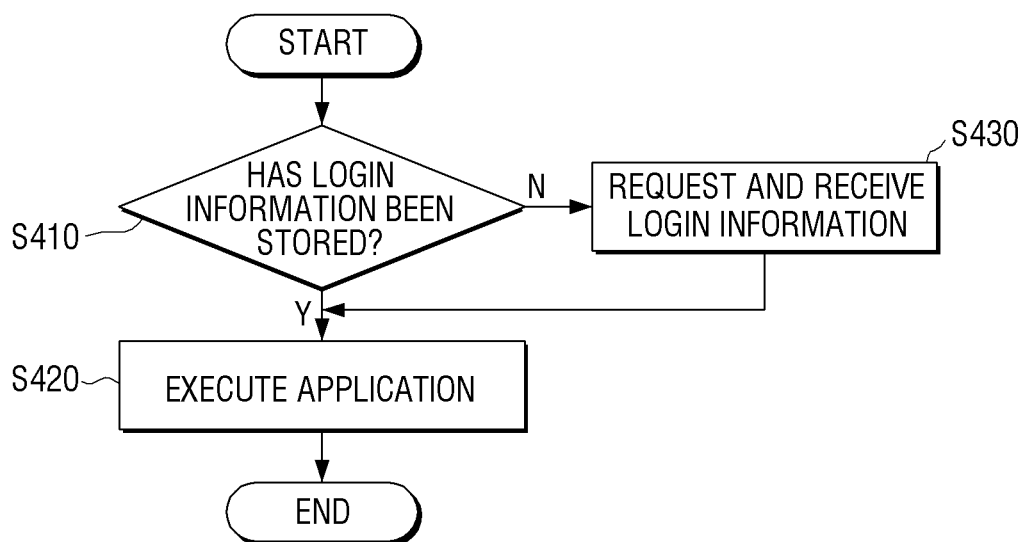 START
HAS LOGIN
INFORMATION BEEN
STORED?
S410
N
S430
REQUEST AND RECEIVE
LOGIN INFORMATION
Y
S420
EXECUTE APPLICATION
END